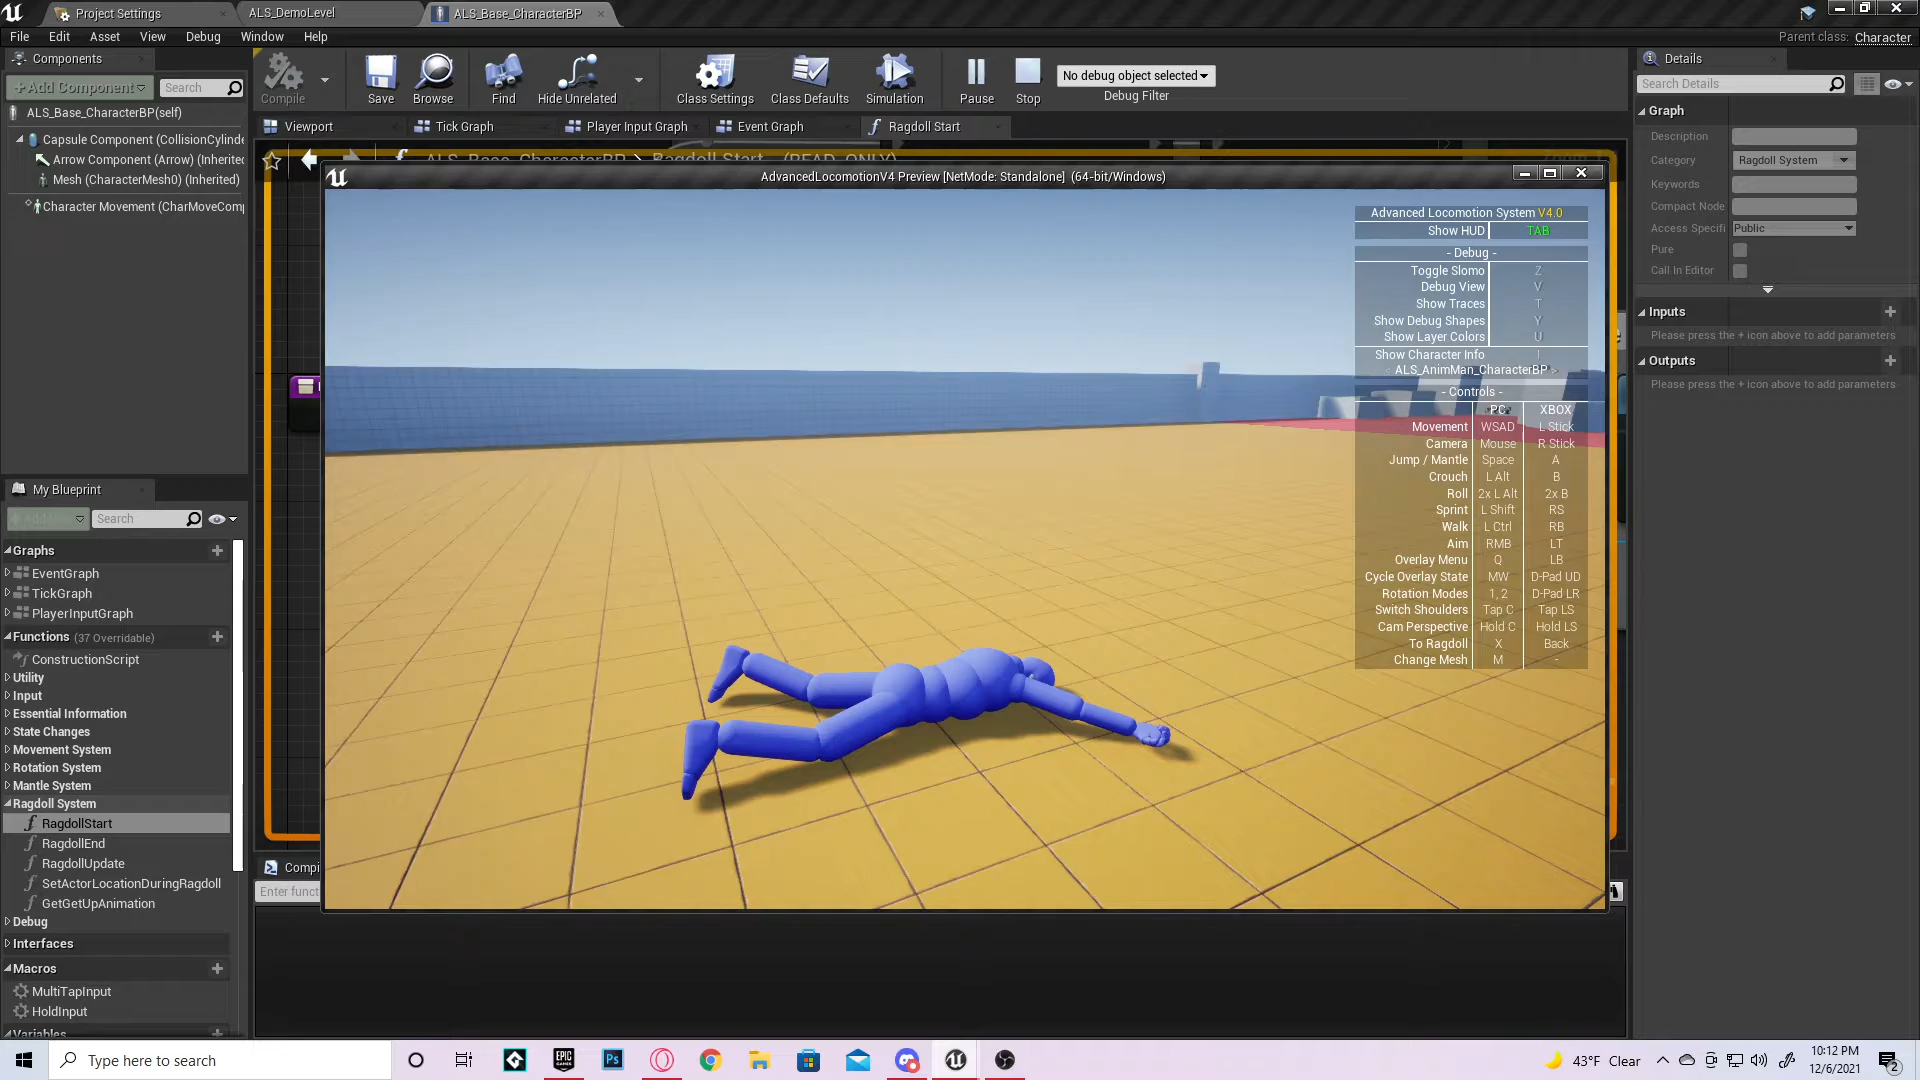 Project Settings
ALS_DemoLevel
ALS_Base_CharacterBP
File Edit Asset View Debug Window Help
Parent class: Character
Components
+Add Component
Search
ALS_Base_CharacterBP(self)
Capsule Component (CollisionCylinde
Arrow Component (Arrow) (Inherited
Mesh (CharacterMesh0) (Inherited)
Character Movement (CharMoveComp
Compile
Save
Browse
Find
Hide Unrelated
Class Settings
Class Defaults
Simulation
Pause
Stop
No debug object selected
Debug Filter
Viewport
Tick Graph
Player Input Graph
Event Graph
Ragdoll Start
AdvancedLocomotionV4 Preview [NetMode: Standalone] (64-bit/Windows)
Advanced Locomotion System V4.0
Show HUD TAB
- Debug -
Toggle Slomo Z
Debug View V
Show Traces T
Show Debug Shapes Y
Show Layer Colors U
Show Character Info I
< ALS_AnimMan_CharacterBP >
- Controls -
PC XBOX
Movement WSAD L Stick
Camera Mouse R Stick
Jump / Mantle Space A
Crouch L Alt B
Roll 2x L Alt 2x B
Sprint L Shift RS
Walk L Ctrl RB
Aim RMB LT
Overlay Menu Q LB
Cycle Overlay State MW D-Pad UD
Rotation Modes 1, 2 D-Pad LR
Switch Shoulders Tap C Tap LS
Cam Perspective Hold C Hold LS
To Ragdoll X Back
Change Mesh M -
Details
Search Details
Graph
Description
Category Ragdoll System
Keywords
Compact Node
Access Specifi Public
Pure
Call In Editor
Inputs
Please press the + icon above to add parameters
Outputs
Please press the + icon above to add parameters
My Blueprint
Search
Graphs
EventGraph
TickGraph
PlayerInputGraph
Functions (37 Overridable)
ConstructionScript
Utility
Input
Essential Information
State Changes
Movement System
Rotation System
Mantle System
Ragdoll System
RagdollStart
RagdollEnd
RagdollUpdate
SetActorLocationDuringRagdoll
GetGetUpAnimation
Debug
Interfaces
Macros
MultiTapInput
HoldInput
Variables
Compi
Enter funct
Type here to search
43°F Clear
10:12 PM
12/6/2021
2